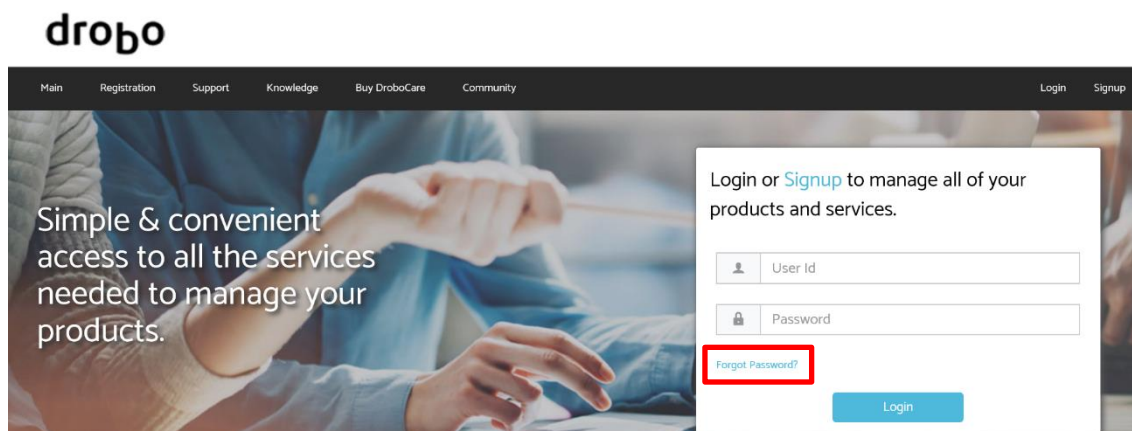 drobo
Main Registration Support Knowledge Buy DroboCare Community Login Signup
Simple & convenient
access to all the services
needed to manage your
products.
Login or Signup to manage all of your
products and services.
User Id
Password
Forgot Password?
Login